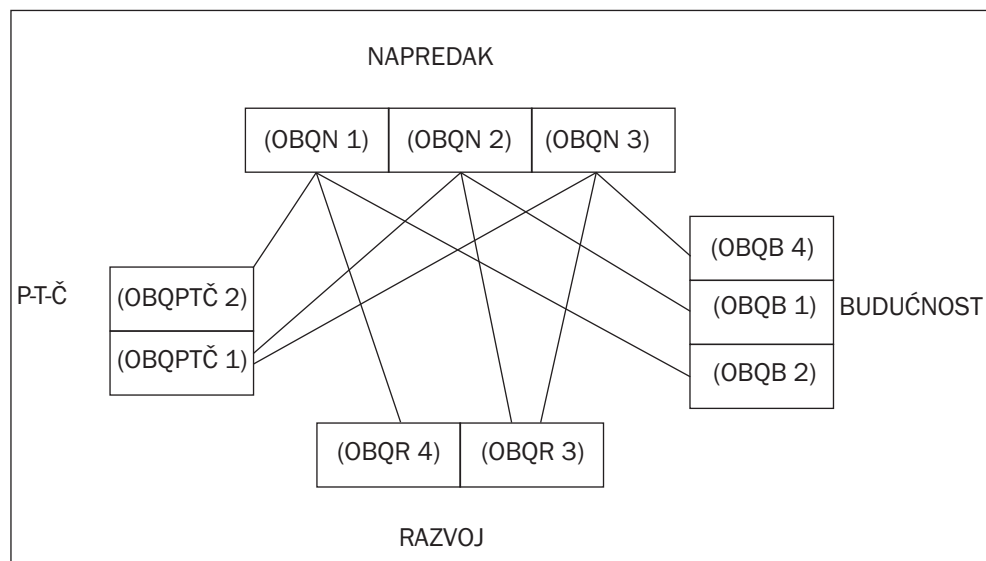 NAPREDAK
(OBQN 1) (OBQN 2) (OBQN 3)
(OBQB 4)
P-T-Č
(OBQPTČ 2)
(OBQB 1)
BUDUĆNOST
(OBQPTČ 1)
(OBQB 2)
(OBQR 4) (OBQR 3)
RAZVOJ